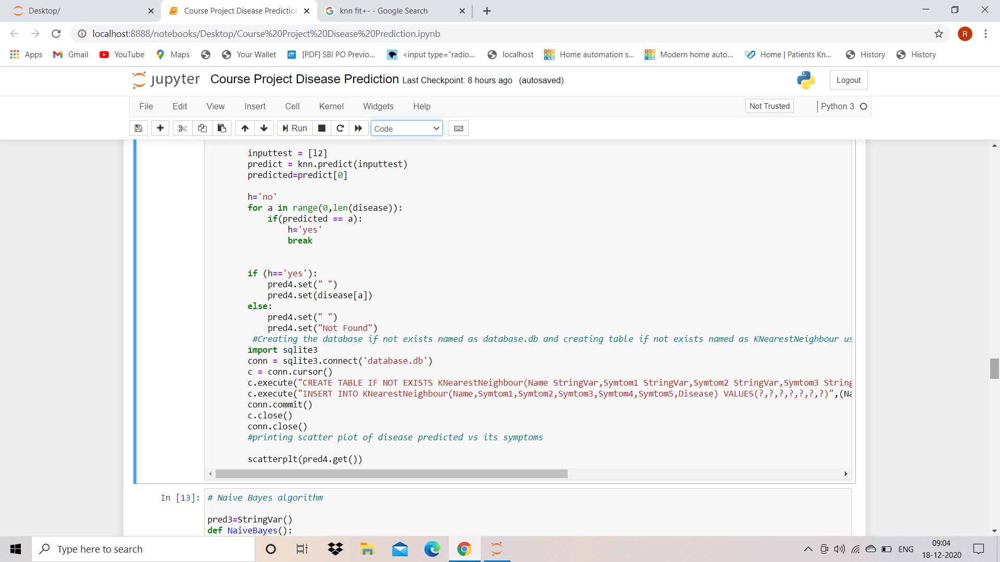 Desktop/
Course Project Disease Prediction
knn fit+- - Google Search
localhost:8888/notebooks/Desktop/Course%20Project%20Disease%20Prediction.ipynb
R
Apps
Gmail
YouTube
Maps
Your Wallet
[PDF] SBI PO Previo...
<input type="radio...
localhost
Home automation s...
Modern home auto...
Home | Patients Kn...
History
History
jupyter
Course Project Disease Prediction Last Checkpoint: 8 hours ago (autosaved)
Logout
File
Edit
View
Insert
Cell
Kernel
Widgets
Help
Not Trusted
Python 3
Run
Code
inputtest = [l2]
predict = knn.predict(inputtest)
predicted=predict[0]
h='no'
for a in range(0,len(disease)):
if(predicted == a):
h='yes'
break
if (h=='yes'):
pred4.set(" ")
pred4.set(disease[a])
else:
pred4.set(" ")
pred4.set("Not Found")
#Creating the database if not exists named as database.db and creating table if not exists named as KNearestNeighbour us
import sqlite3
conn = sqlite3.connect('database.db')
c = conn.cursor()
c.execute("CREATE TABLE IF NOT EXISTS KNearestNeighbour(Name StringVar,Symtom1 StringVar,Symtom2 StringVar,Symtom3 String
c.execute("INSERT INTO KNearestNeighbour(Name,Symtom1,Symtom2,Symtom3,Symtom4,Symtom5,Disease) VALUES(?,?,?,?,?,?,?)",(Na
conn.commit()
c.close()
conn.close()
#printing scatter plot of disease predicted vs its symptoms
scatterplt(pred4.get())
In [13]:
# Naive Bayes algorithm
pred3=StringVar()
def NaiveBayes():
Type here to search
ENG
09:04
18-12-2020